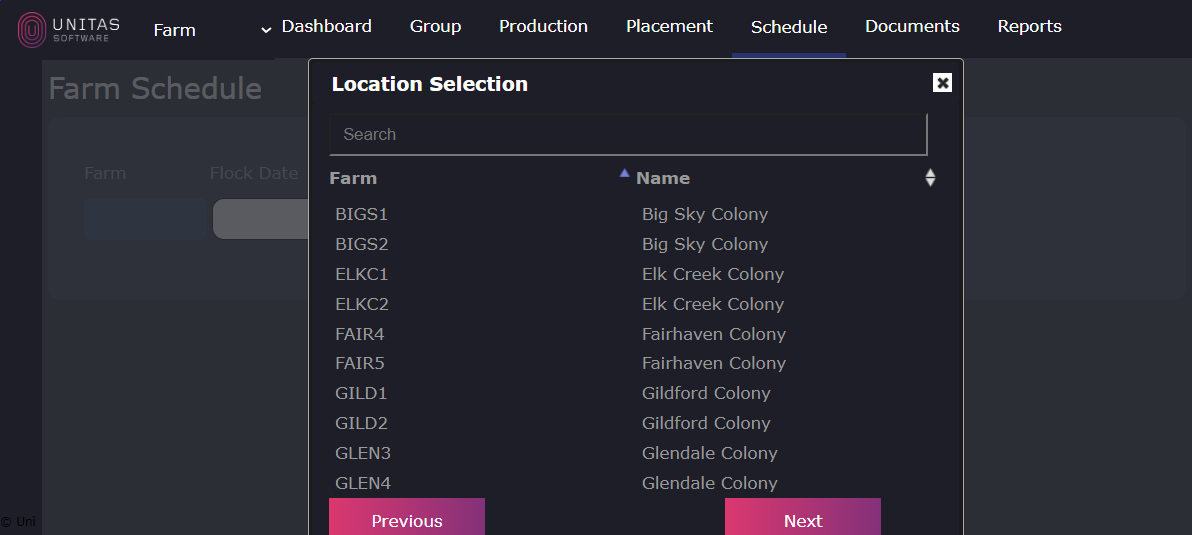 UNITAS
SOFTWARE
Farm
Dashboard Group Production Placement Schedule Documents Reports
Farm Schedule
Farm Flock Date
Location Selection
Search
Farm Name
BIGS1 Big Sky Colony
BIGS2 Big Sky Colony
ELKC1 Elk Creek Colony
ELKC2 Elk Creek Colony
FAIR4 Fairhaven Colony
FAIR5 Fairhaven Colony
GILD1 Gildford Colony
GILD2 Gildford Colony
GLEN3 Glendale Colony
GLEN4 Glendale Colony
Previous Next
© Uni